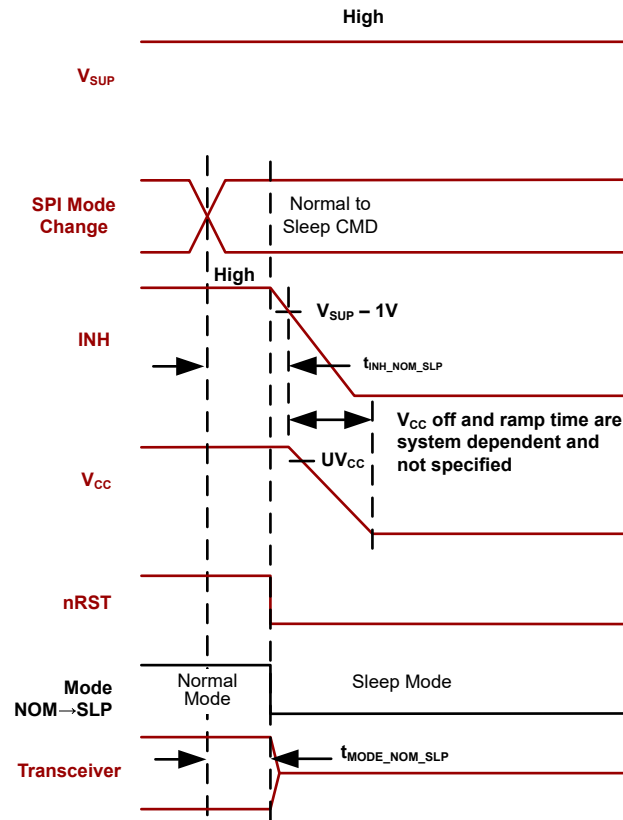 High
VSUP
SPI Mode
Change
Normal to
Sleep CMD
High
INH
VSUP – 1V
tINH_NOM_SLP
VCC off and ramp time are
system dependent and
not specified
VCC
UVCC
nRST
Mode
NOM→SLP
Normal
Mode
Sleep Mode
Transceiver
tMODE_NOM_SLP